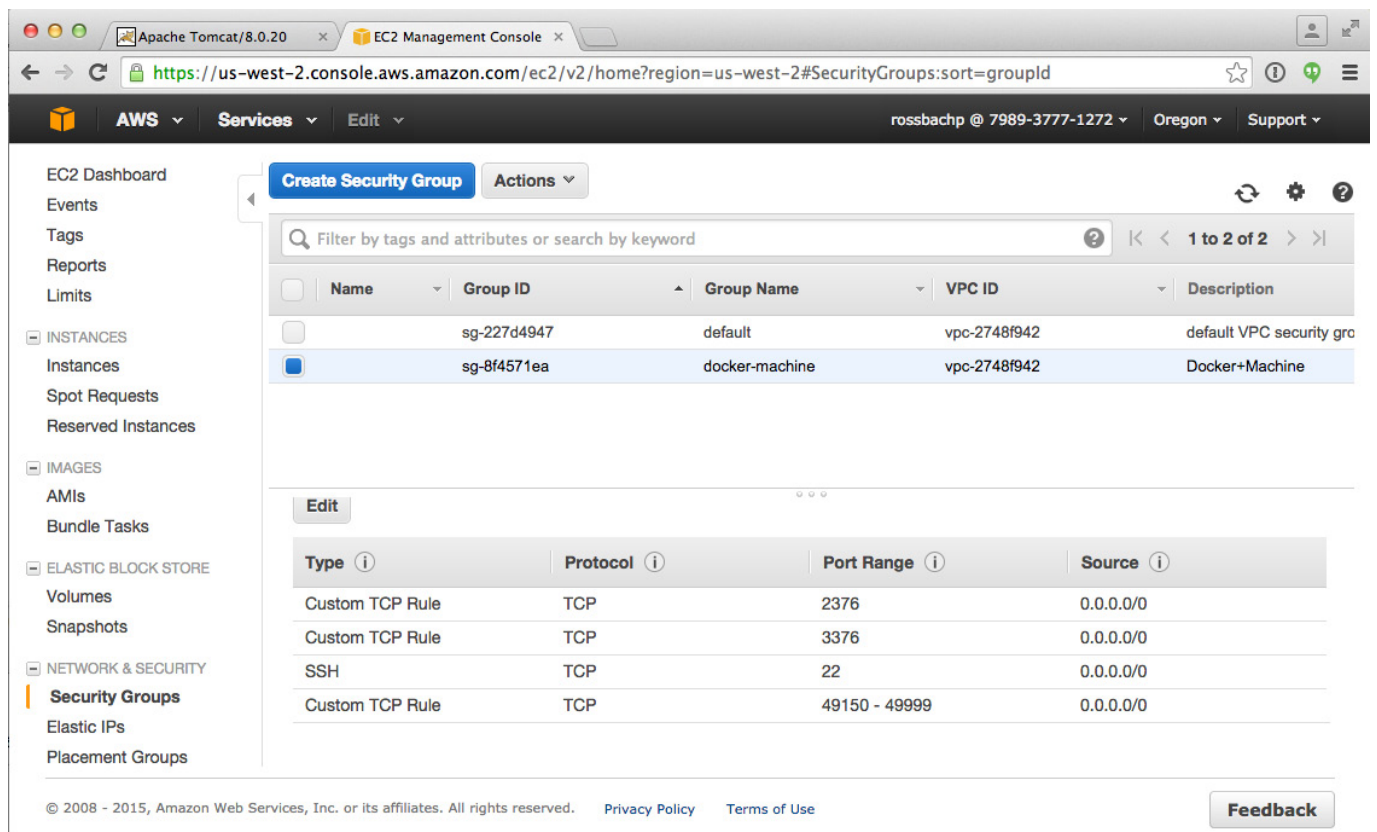 Apache Tomcat/8.0.20
EC2 Management Console
https://us-west-2.console.aws.amazon.com/ec2/v2/home?region=us-west-2#SecurityGroups:sort=groupId
AWS Services Edit rossbachp @ 7989-3777-1272 Oregon Support
EC2 Dashboard
Events
Tags
Reports
Limits
INSTANCES
Instances
Spot Requests
Reserved Instances
IMAGES
AMIs
Bundle Tasks
ELASTIC BLOCK STORE
Volumes
Snapshots
NETWORK & SECURITY
Security Groups
Elastic IPs
Placement Groups
Create Security Group Actions
Filter by tags and attributes or search by keyword 1 to 2 of 2
Name Group ID Group Name VPC ID Description
sg-227d4947 default vpc-2748f942 default VPC security gro
sg-8f4571ea docker-machine vpc-2748f942 Docker+Machine
Edit
Type Protocol Port Range Source
Custom TCP Rule TCP 2376 0.0.0.0/0
Custom TCP Rule TCP 3376 0.0.0.0/0
SSH TCP 22 0.0.0.0/0
Custom TCP Rule TCP 49150 - 49999 0.0.0.0/0
© 2008 - 2015, Amazon Web Services, Inc. or its affiliates. All rights reserved. Privacy Policy Terms of Use
Feedback